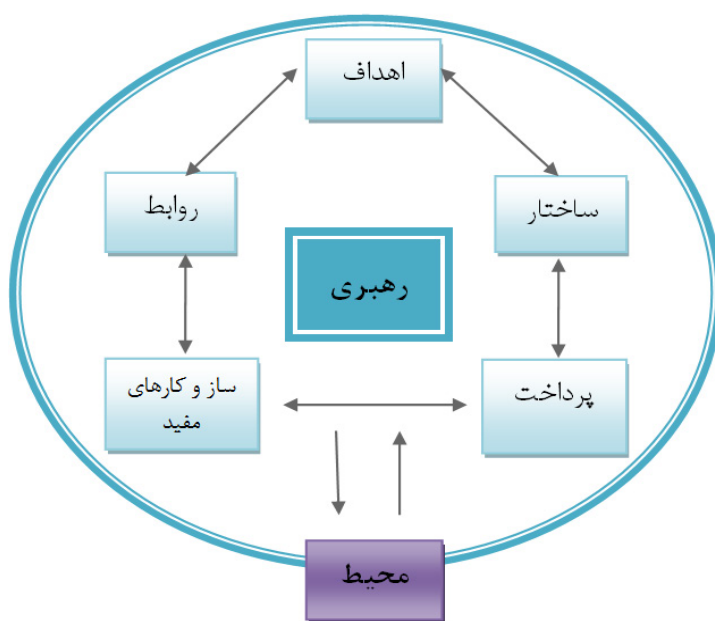 اهداف
روابط
ساختار
رهبری
ساز و کارهای
مفید
پرداخت
محیط